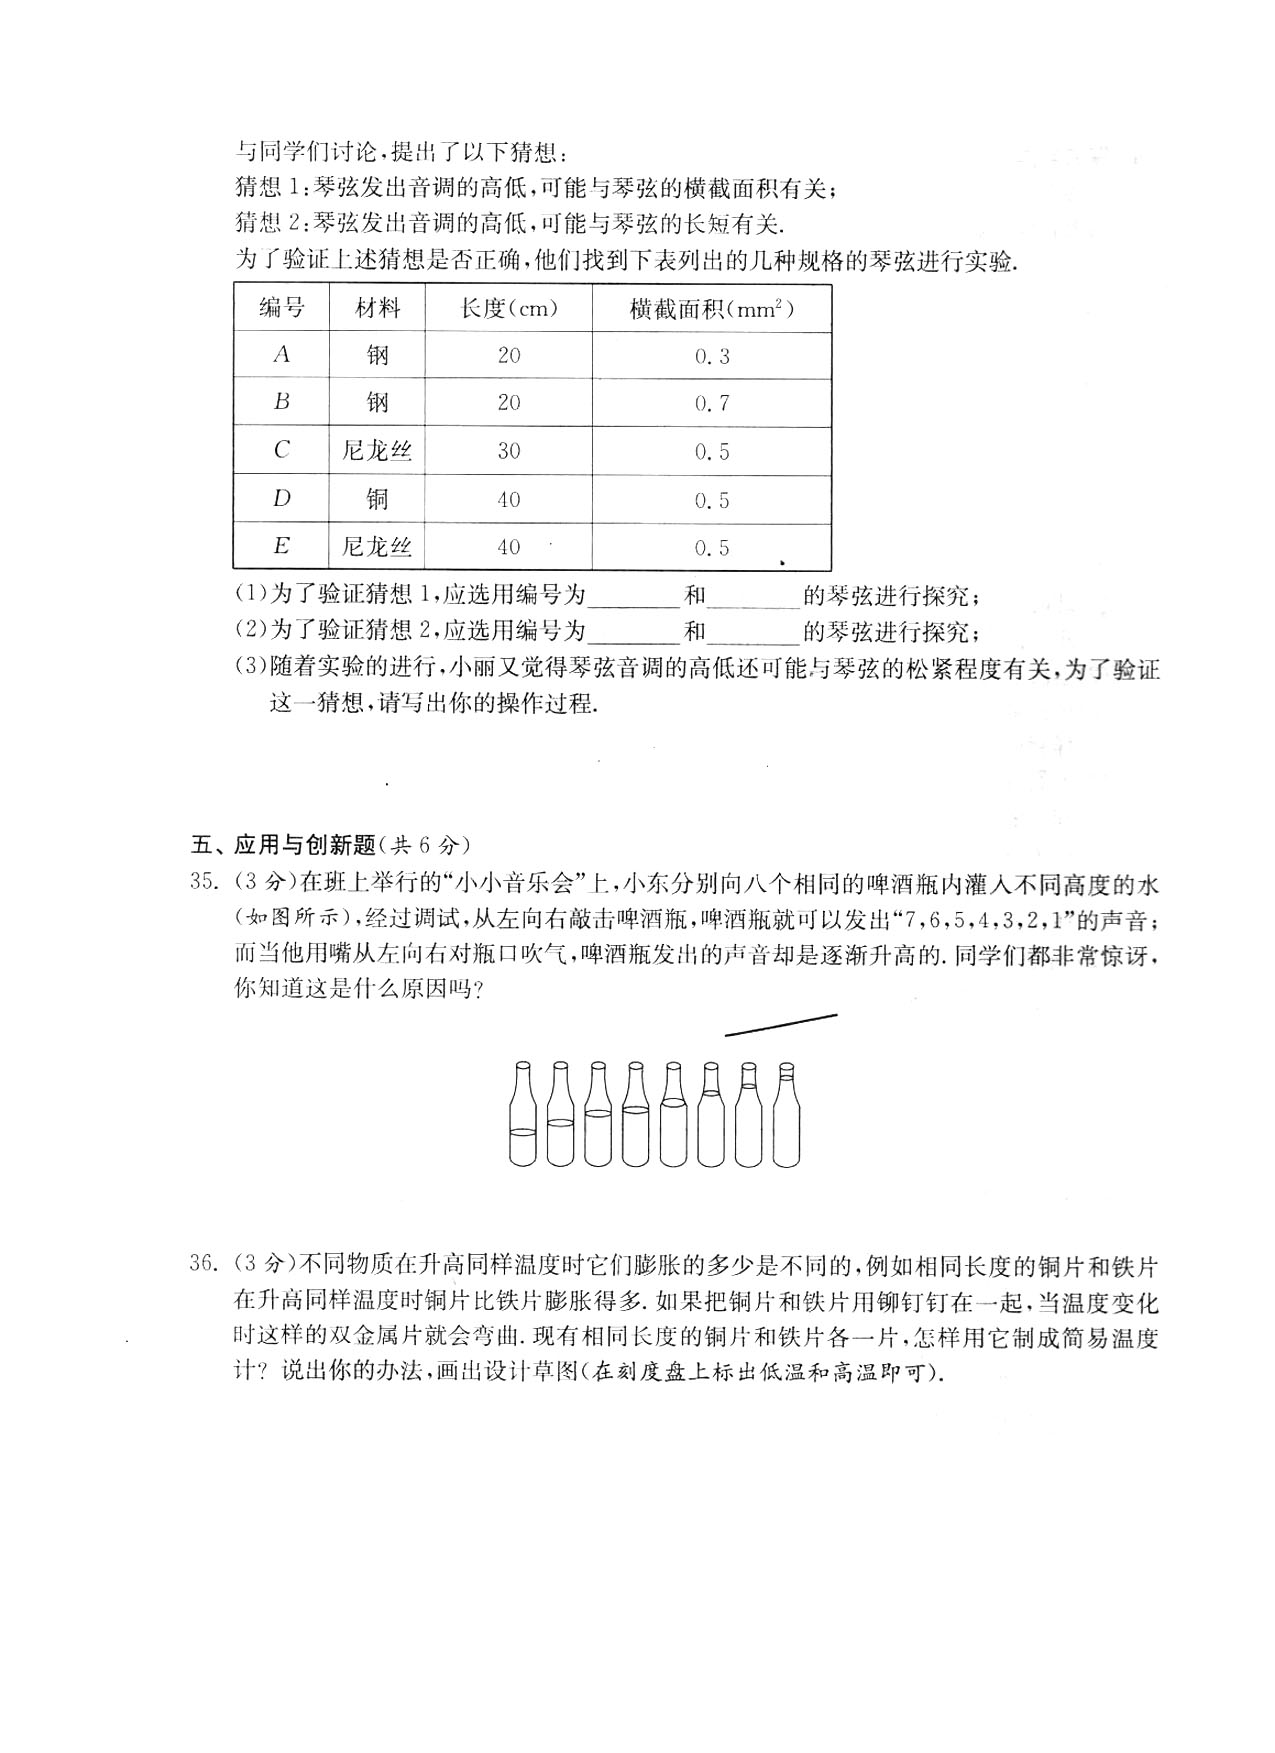 与同学们讨论,提出了以下猜想:
猜想 1:琴弦发出音调的高低,可能与琴弦的横截面积有关;
猜想 2:琴弦发出音调的高低,可能与琴弦的长短有关.
为了验证上述猜想是否正确,他们找到下表列出的几种规格的琴弦进行实验.
编号 材料 长度(cm) 横截面积(mm²)
A 钢 20 0.3
B 钢 20 0.7
C 尼龙丝 30 0.5
D 铜 40 0.5
E 尼龙丝 40 0.5
(1)为了验证猜想 1,应选用编号为________和________的琴弦进行探究;
(2)为了验证猜想 2,应选用编号为________和________的琴弦进行探究;
(3)随着实验的进行,小丽又觉得琴弦音调的高低还可能与琴弦的松紧程度有关,为了验证
这一猜想,请写出你的操作过程.
五、应用与创新题(共 6 分)
35. (3 分)在班上举行的“小小音乐会”上,小东分别向八个相同的啤酒瓶内灌入不同高度的水
(如图所示),经过调试,从左向右敲击啤酒瓶,啤酒瓶就可以发出“7,6,5,4,3,2,1”的声音;
而当他用嘴从左向右对瓶口吹气,啤酒瓶发出的声音却是逐渐升高的. 同学们都非常惊讶,
你知道这是什么原因吗?
36. (3 分)不同物质在升高同样温度时它们膨胀的多少是不同的,例如相同长度的铜片和铁片
在升高同样温度时铜片比铁片膨胀得多. 如果把铜片和铁片用铆钉钉在一起,当温度变化
时这样的双金属片就会弯曲. 现有相同长度的铜片和铁片各一片,怎样用它制成简易温度
计? 说出你的办法,画出设计草图(在刻度盘上标出低温和高温即可).